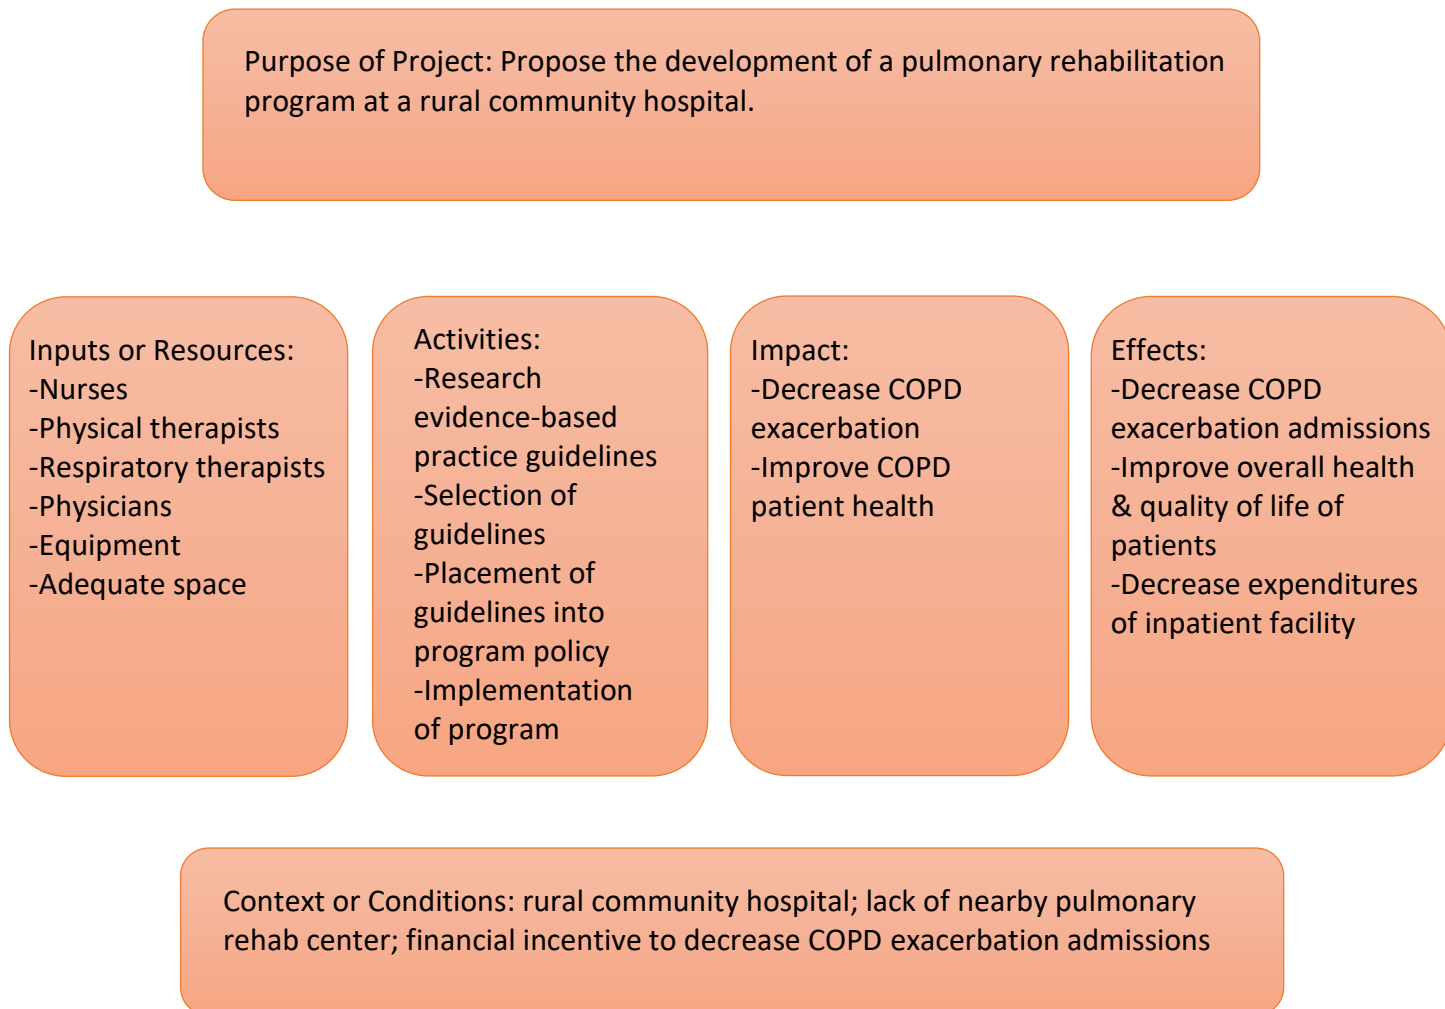 Purpose of Project: Propose the development of a pulmonary rehabilitation
program at a rural community hospital.
Inputs or Resources:
-Nurses
-Physical therapists
-Respiratory therapists
-Physicians
-Equipment
-Adequate space
Activities:
-Research
evidence-based
practice guidelines
-Selection of
guidelines
-Placement of
guidelines into
program policy
-Implementation
of program
Impact:
-Decrease COPD
exacerbation
-Improve COPD
patient health
Effects:
-Decrease COPD
exacerbation admissions
-Improve overall health
& quality of life of
patients
-Decrease expenditures
of inpatient facility
Context or Conditions: rural community hospital; lack of nearby pulmonary
rehab center; financial incentive to decrease COPD exacerbation admissions